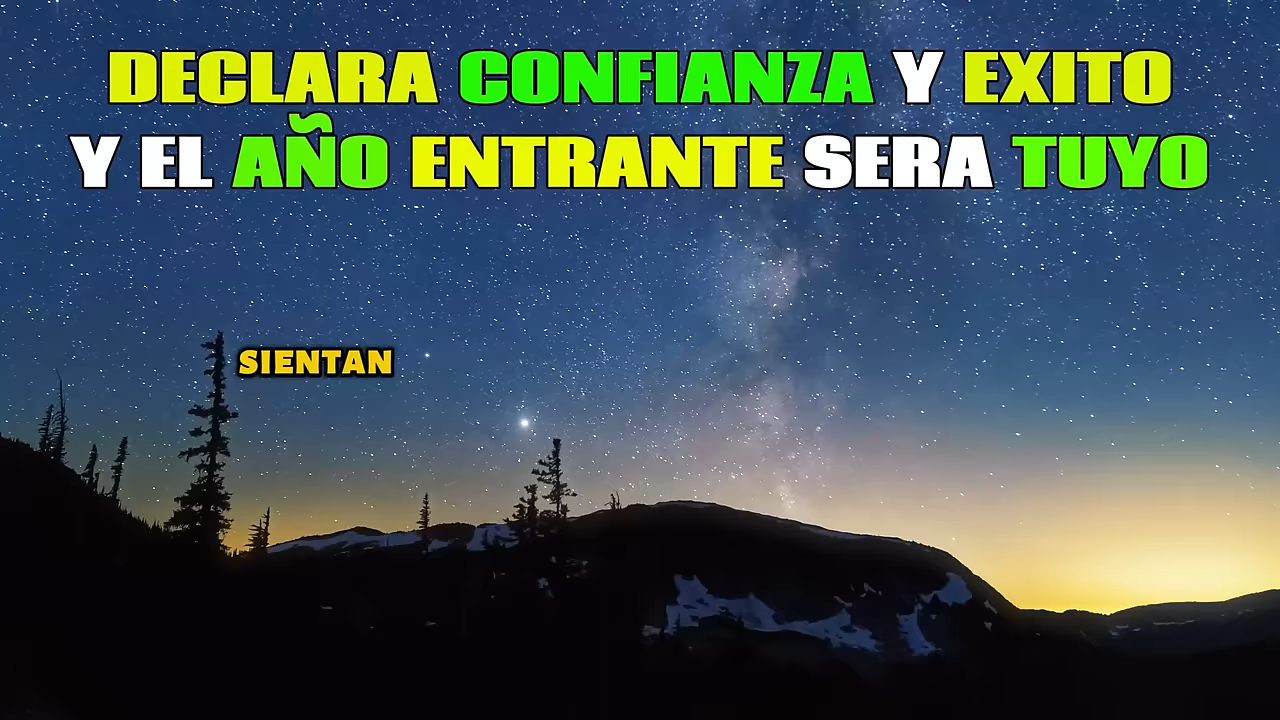 DECLARA CONFIANZA Y EXITO
Y EL AÑO ENTRANTE SERA TUYO
SIENTAN